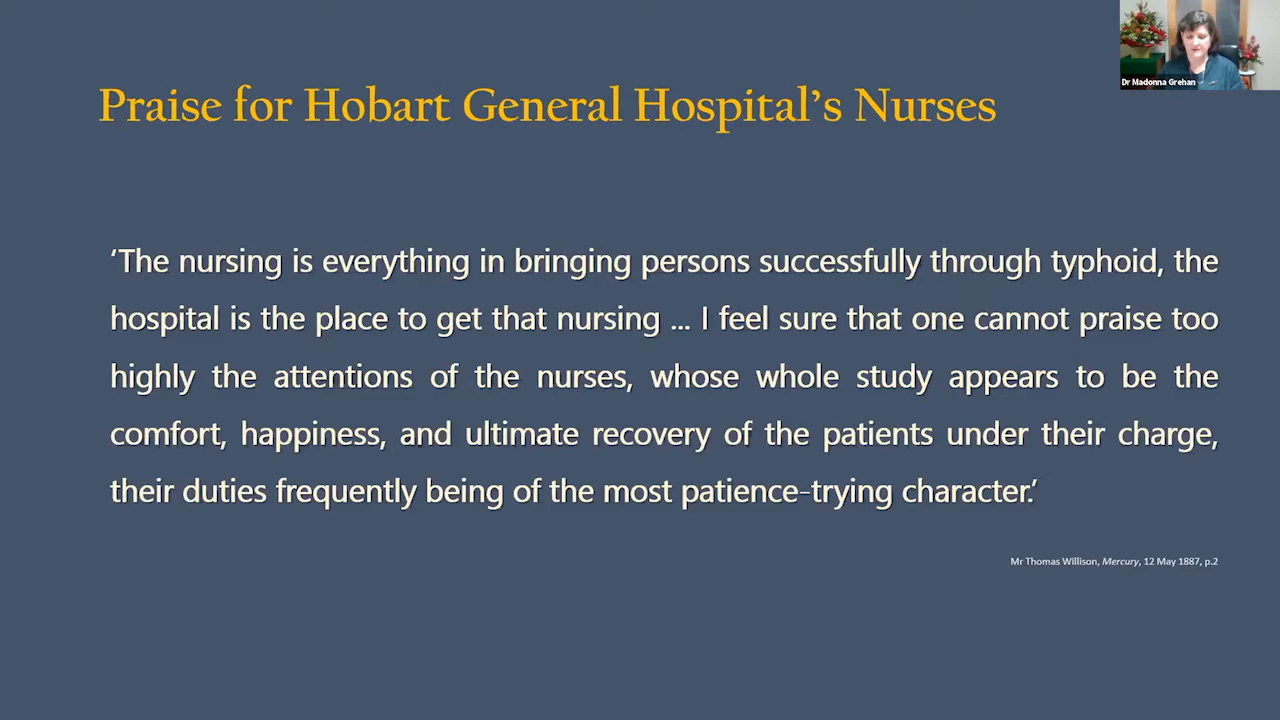 Dr Madonna Grehan
Praise for Hobart General Hospital’s Nurses
‘The nursing is everything in bringing persons successfully through typhoid, the
hospital is the place to get that nursing ... I feel sure that one cannot praise too
highly the attentions of the nurses, whose whole study appears to be the
comfort, happiness, and ultimate recovery of the patients under their charge,
their duties frequently being of the most patience-trying character.’
Mr Thomas Willison, Mercury, 12 May 1887, p.2